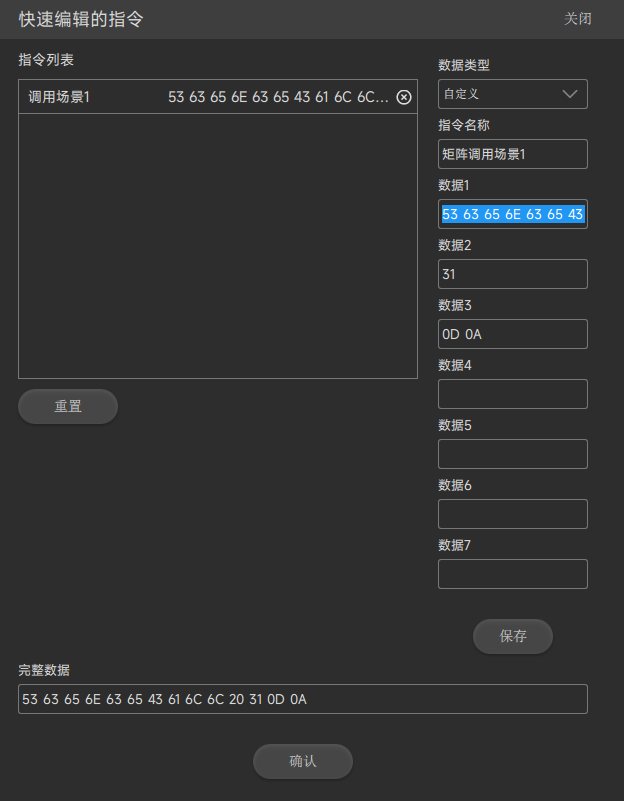 快速编辑的指令
关闭
指令列表
调用场景1 53 63 65 6E 63 65 43 61 6C 6C...
重置
数据类型
自定义
指令名称
矩阵调用场景1
数据1
53 63 65 6E 63 65 43
数据2
31
数据3
0D 0A
数据4
数据5
数据6
数据7
保存
完整数据
53 63 65 6E 63 65 43 61 6C 6C 20 31 0D 0A
确认